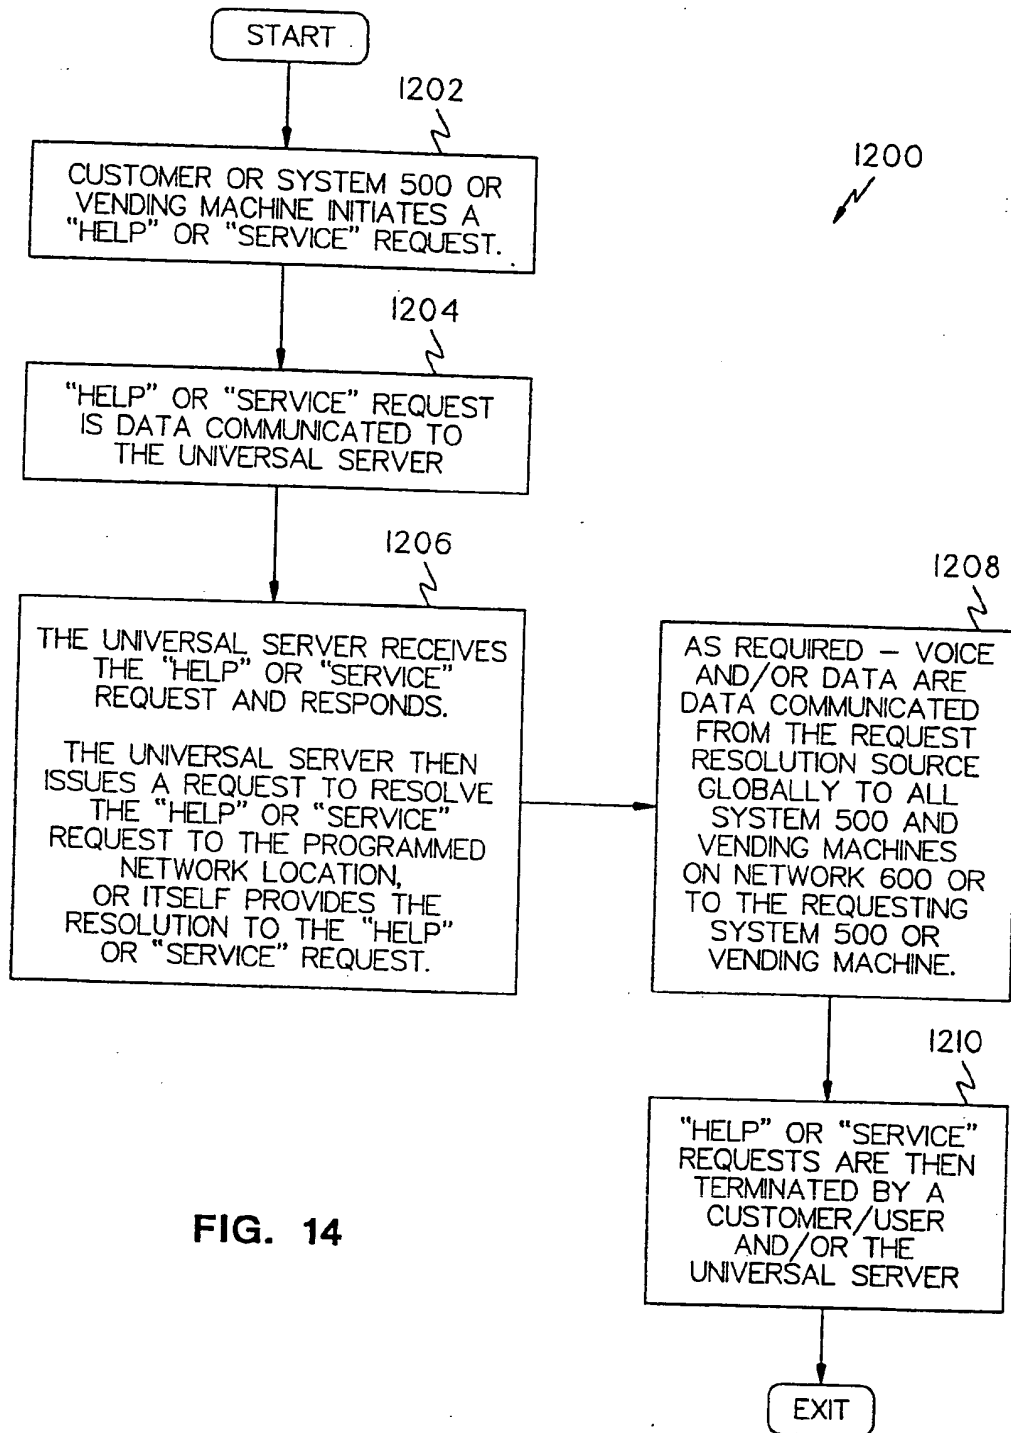 START
1202
1200
CUSTOMER OR SYSTEM 500 OR
VENDING MACHINE INITIATES A
"HELP" OR "SERVICE" REQUEST.
1204
"HELP" OR "SERVICE" REQUEST
IS DATA COMMUNICATED TO
THE UNIVERSAL SERVER
1206
THE UNIVERSAL SERVER RECEIVES
THE "HELP" OR "SERVICE"
REQUEST AND RESPONDS.
THE UNIVERSAL SERVER THEN
ISSUES A REQUEST TO RESOLVE
THE "HELP" OR "SERVICE"
REQUEST TO THE PROGRAMMED
NETWORK LOCATION,
OR ITSELF PROVIDES THE
RESOLUTION TO THE "HELP"
OR "SERVICE" REQUEST.
1208
AS REQUIRED – VOICE
AND/OR DATA ARE
DATA COMMUNICATED
FROM THE REQUEST
RESOLUTION SOURCE
GLOBALLY TO ALL
SYSTEM 500 AND
VENDING MACHINES
ON NETWORK 600 OR
TO THE REQUESTING
SYSTEM 500 OR
VENDING MACHINE.
1210
"HELP" OR "SERVICE"
REQUESTS ARE THEN
TERMINATED BY A
CUSTOMER/USER
AND/OR THE
UNIVERSAL SERVER
EXIT
FIG. 14